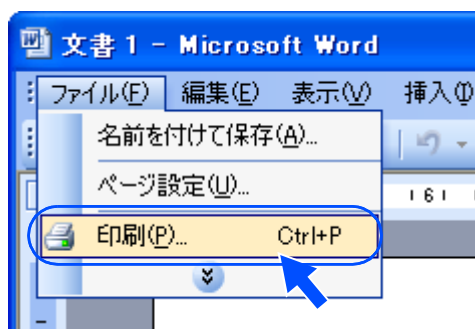 文書 1 - Microsoft Word
ファイル(F) 編集(E) 表示(V) 挿入(I
名前を付けて保存(A)...
ページ設定(U)...
6
印刷(P)... Ctrl+P